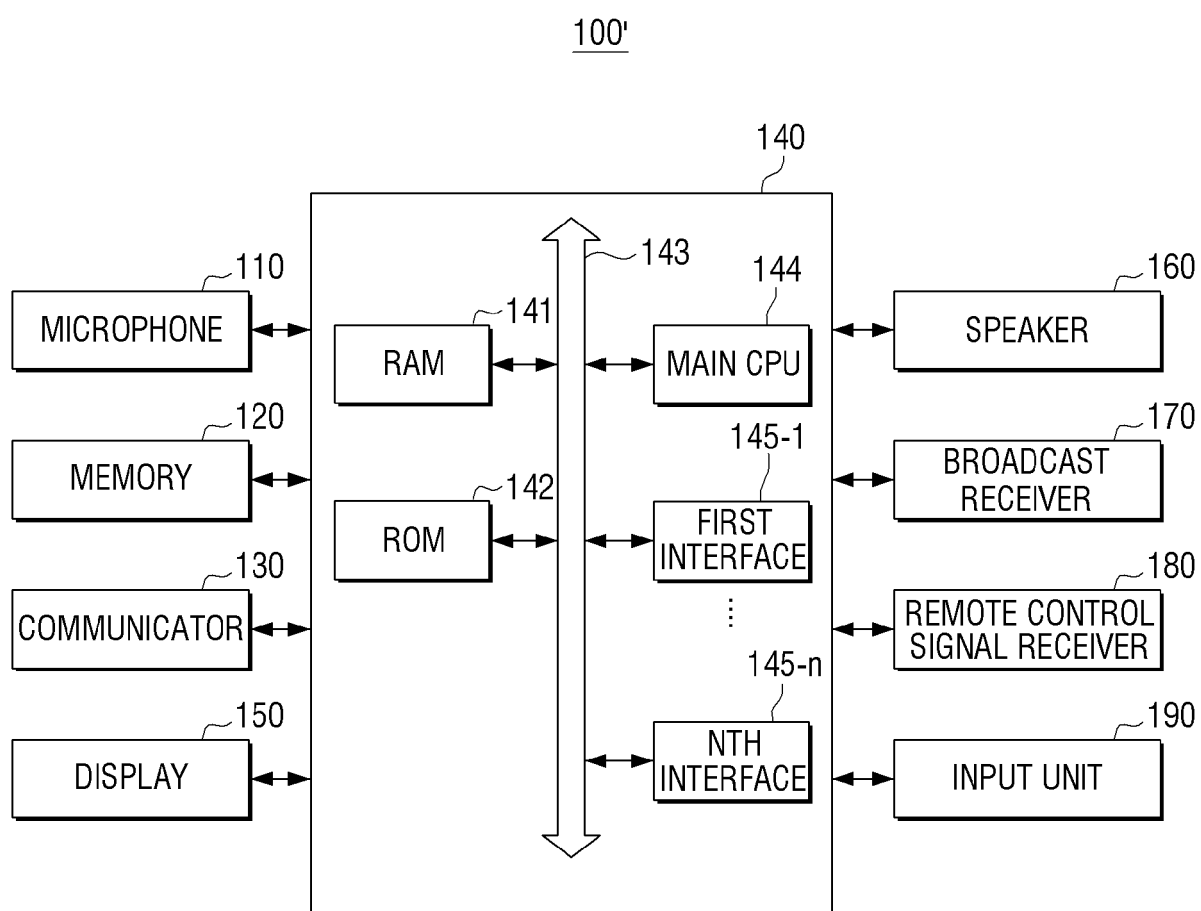 100'
140
143
110
MICROPHONE
141
RAM
144
MAIN CPU
160
SPEAKER
120
MEMORY
142
ROM
145-1
FIRST
INTERFACE
170
BROADCAST
RECEIVER
130
COMMUNICATOR
180
REMOTE CONTROL
SIGNAL RECEIVER
150
DISPLAY
145-n
NTH
INTERFACE
190
INPUT UNIT